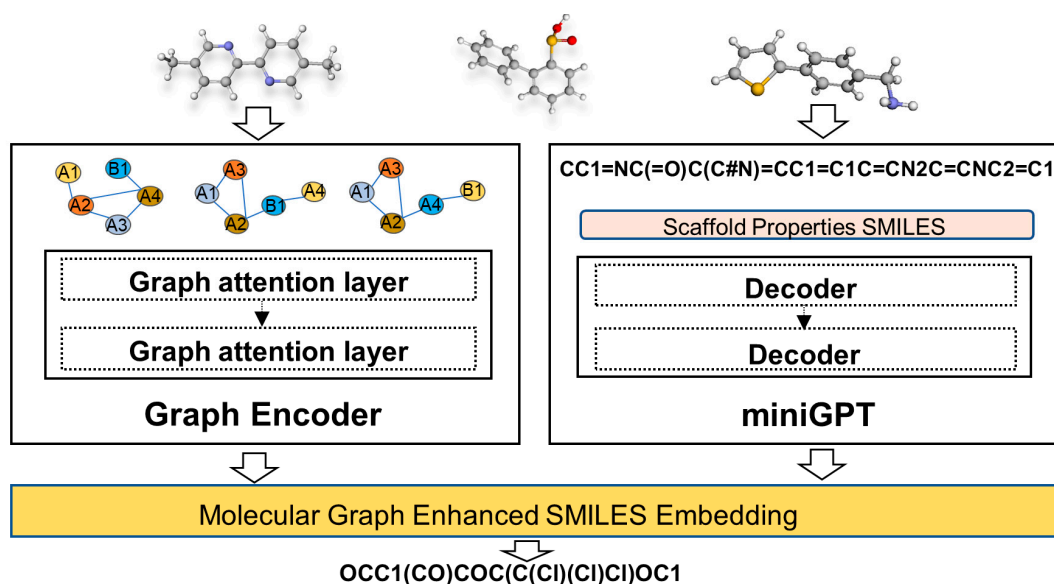 A1
B1
A2
A4
A3
A3
A1
B1
A4
A2
A3
A1
A4
B1
A2
Graph attention layer
Graph attention layer
Graph Encoder
CC1=NC(=O)C(C#N)=CC1=C1C=CN2C=CNC2=C1
Scaffold Properties SMILES
Decoder
Decoder
miniGPT
Molecular Graph Enhanced SMILES Embedding
OCC1(CO)COC(C(Cl)(Cl)Cl)OC1